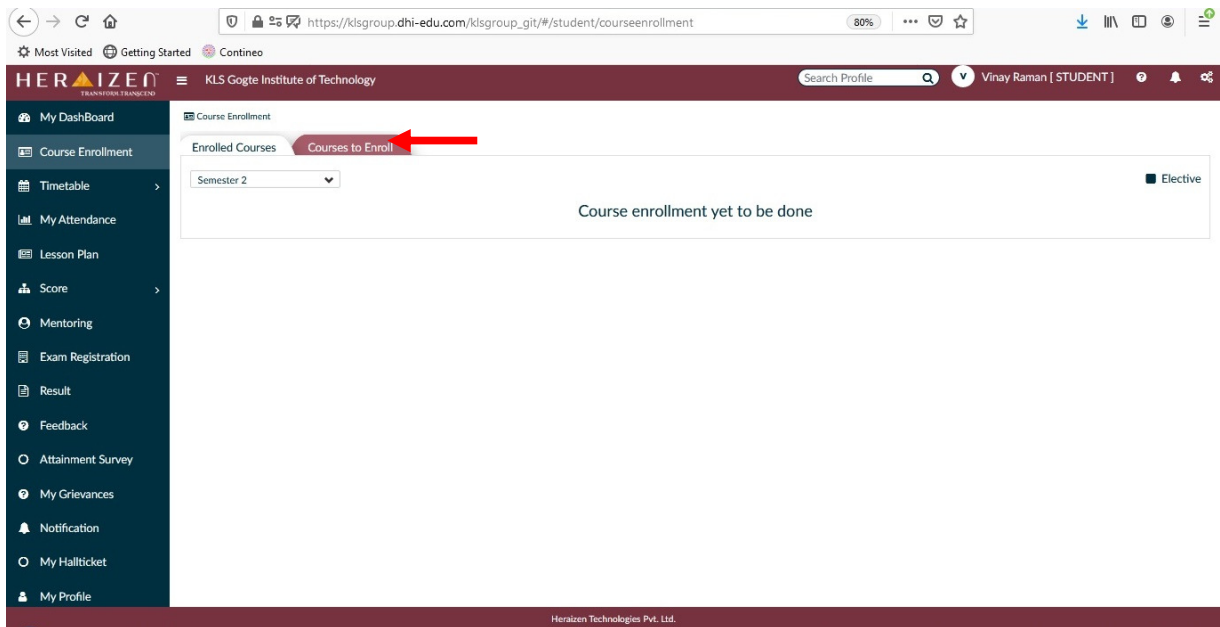 https://klsgroup.dhi-edu.com/klsgroup_git/#/student/courseenrollment
80%
Most Visited Getting Started Contineo
HERAIZEN
TRANSFORM.TRANSCEND
KLS Gogte Institute of Technology
Search Profile
V Vinay Raman [ STUDENT ]
My DashBoard
Course Enrollment
Timetable
My Attendance
Lesson Plan
Score
Mentoring
Exam Registration
Result
Feedback
Attainment Survey
My Grievances
Notification
My Hallticket
My Profile
Course Enrollment
Enrolled Courses Courses to Enroll
Semester 2
Elective
Course enrollment yet to be done
Heraizen Technologies Pvt. Ltd.